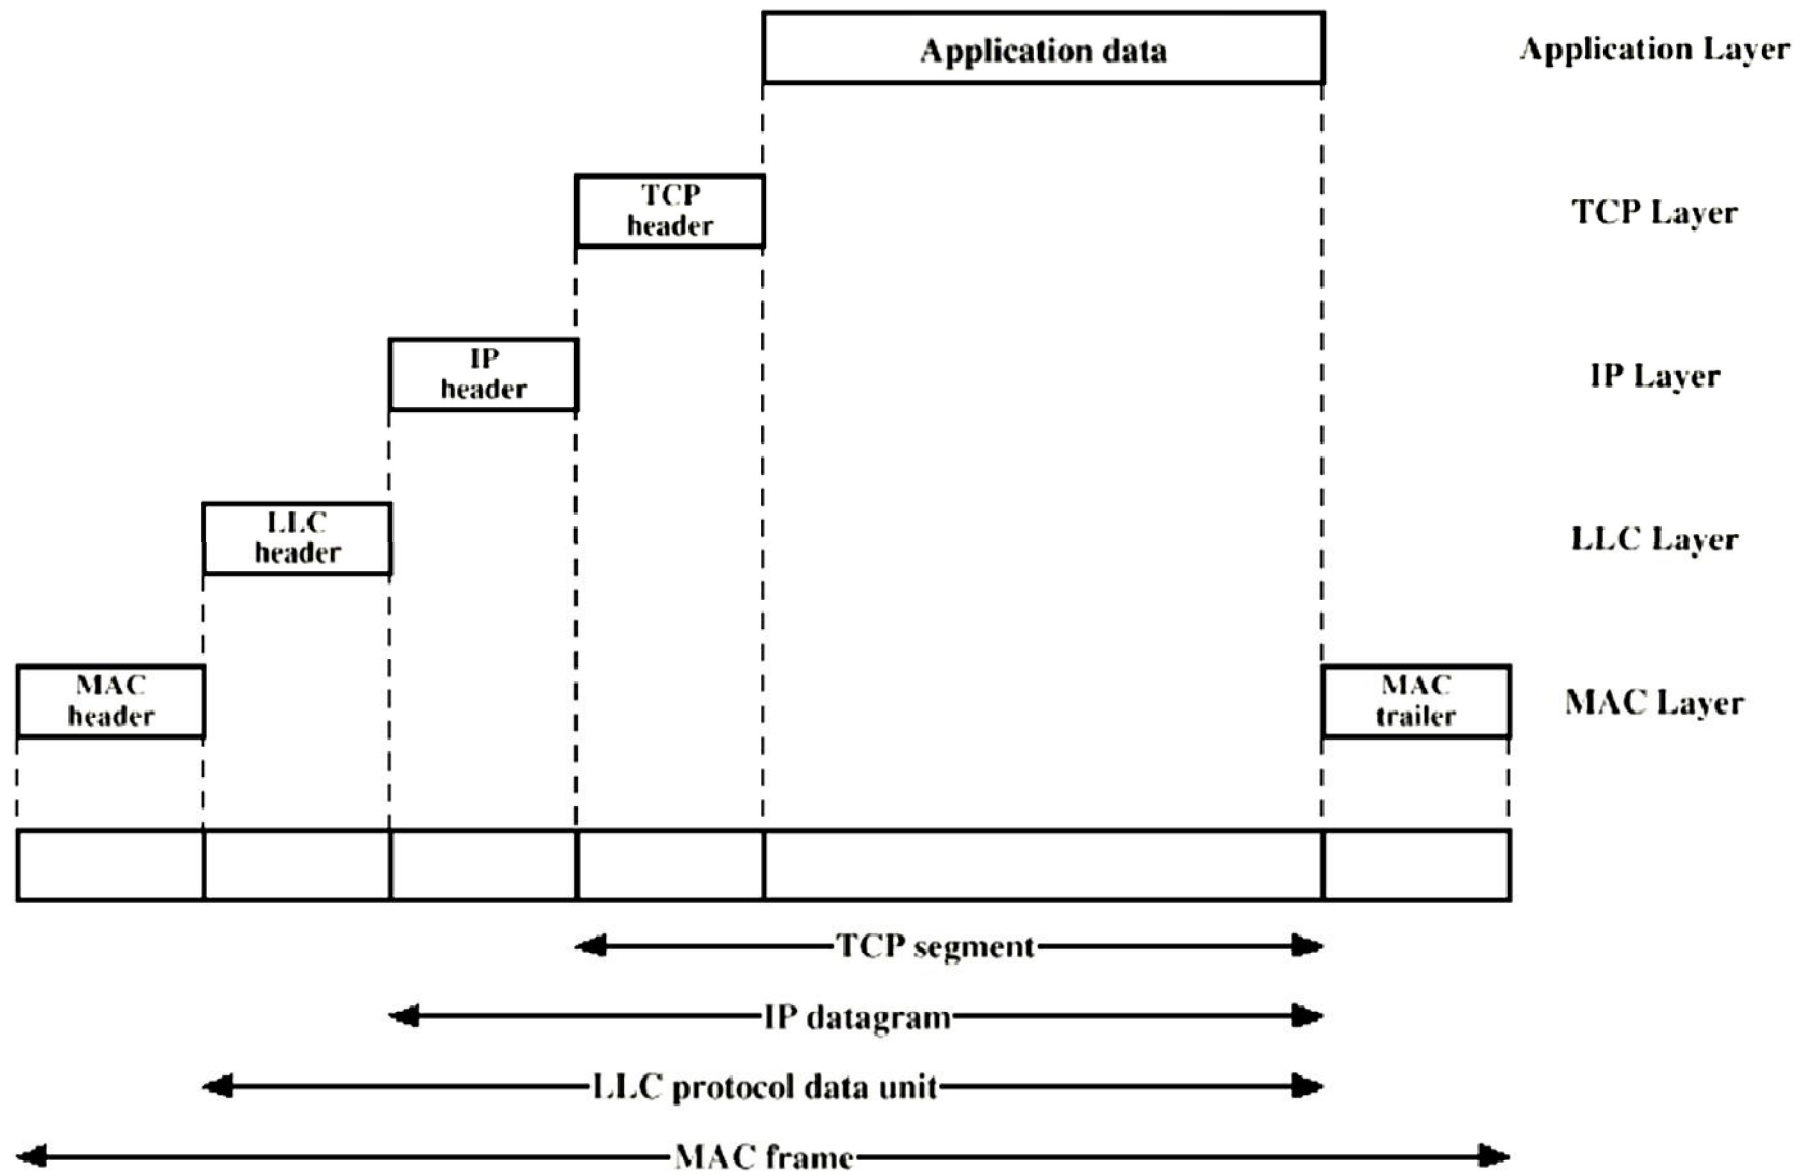 Application data
Application Layer
TCP
header
TCP Layer
IP
header
IP Layer
LLC
header
LLC Layer
MAC
header
MAC
trailer
MAC Layer
TCP segment
IP datagram
LLC protocol data unit
MAC frame